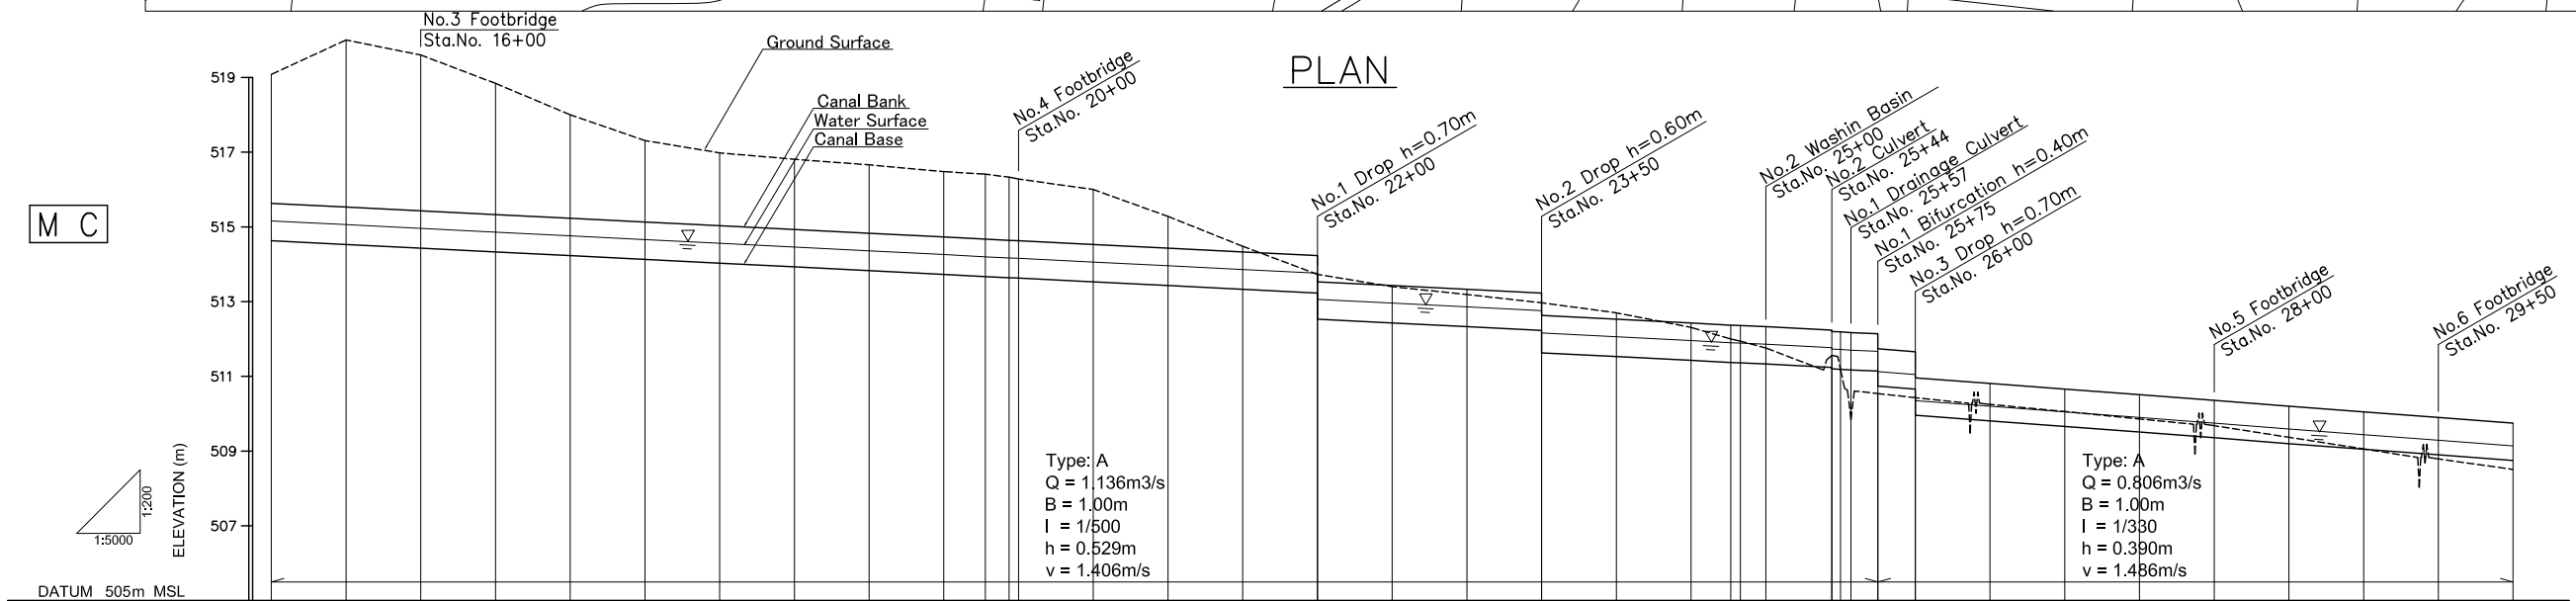 No.3 Footbridge
Sta.No. 16+00
Ground Surface
Canal Bank
Water Surface
Canal Base
No.4 Footbridge
Sta.No. 20+00
PLAN
No.1 Drop h=0.70m
Sta.No. 22+00
No.2 Drop h=0.60m
Sta.No. 23+50
No.2 Washin Basin
Sta.No. 25+00
No.2 Culvert
Sta.No. 25+44
No.1 Drainage Culvert
Sta.No. 25+57
No.1 Bifurcation h=0.40m
Sta.No. 25+75
No.3 Drop h=0.70m
Sta.No. 26+00
No.5 Footbridge
Sta.No. 28+00
No.6 Footbridge
Sta.No. 29+50
M C
519
517
515
513
511
509
507
ELEVATION (m)
1:200
1:5000
DATUM 505m MSL
Type: A
Q = 1.136m3/s
B = 1.00m
I = 1/500
h = 0.529m
v = 1.406m/s
Type: A
Q = 0.806m3/s
B = 1.00m
I = 1/330
h = 0.390m
v = 1.486m/s